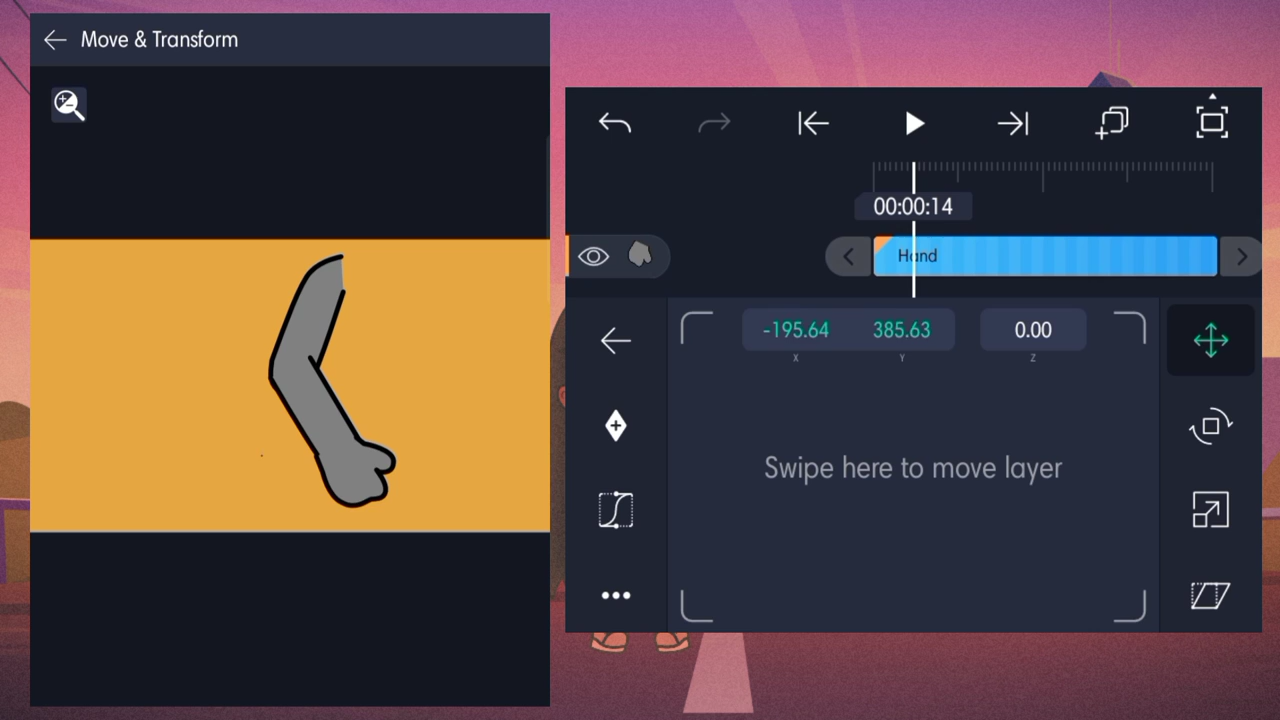 Move & Transform
00:00:14
Hand
-195.64 385.63 0.00
X Y Z
Swipe here to move layer